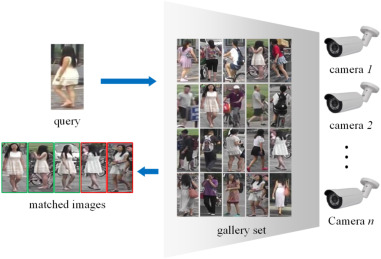 query
matched images
gallery set
camera 1
camera 2
Camera n